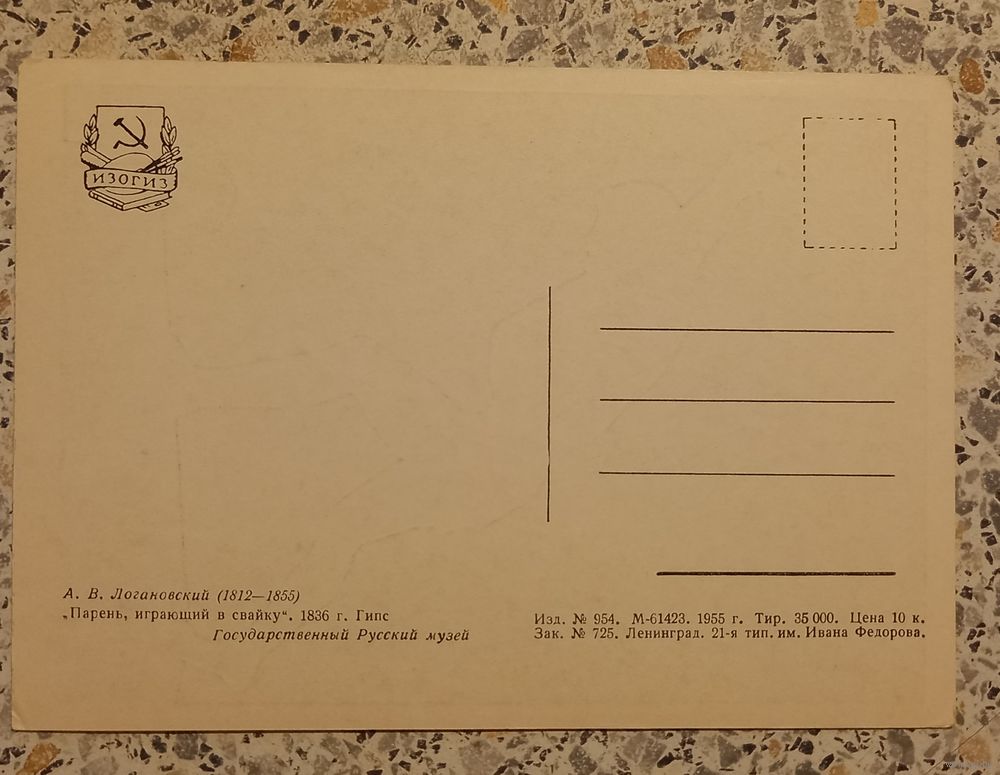 ИЗОГИЗ
А. В. Логановский (1812—1855)
„Парень, играющий в свайку“. 1836 г. Гипс
Государственный Русский музей
Изд. № 954. М-61423. 1955 г. Тир. 35 000. Цена 10 к.
Зак. № 725. Ленинград. 21-я тип. им. Ивана Федорова.